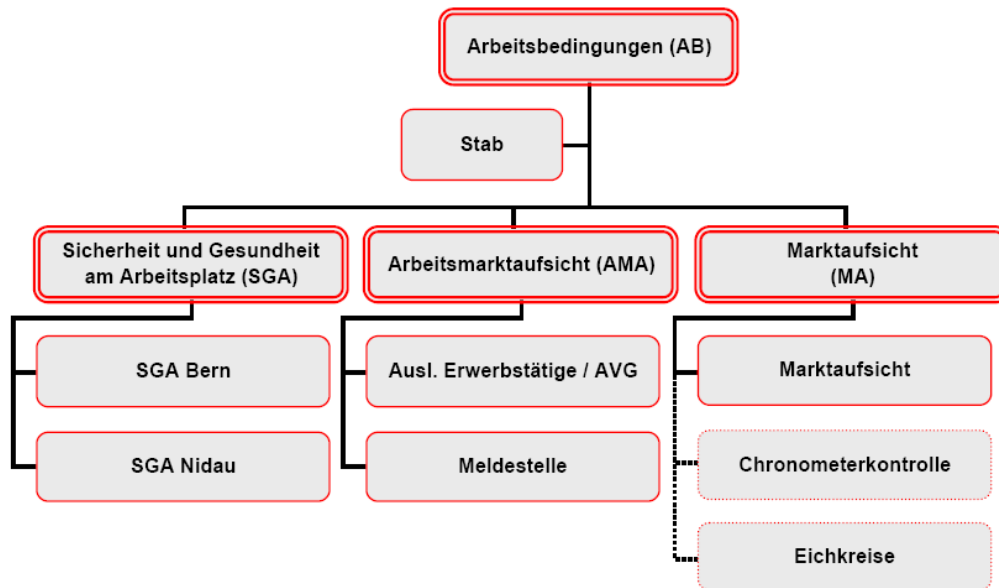 Arbeitsbedingungen (AB)
Stab
Sicherheit und Gesundheit
am Arbeitsplatz (SGA)
Arbeitsmarktaufsicht (AMA)
Marktaufsicht
(MA)
SGA Bern
Ausl. Erwerbstätige / AVG
Marktaufsicht
SGA Nidau
Meldestelle
Chronometerkontrolle
Eichkreise